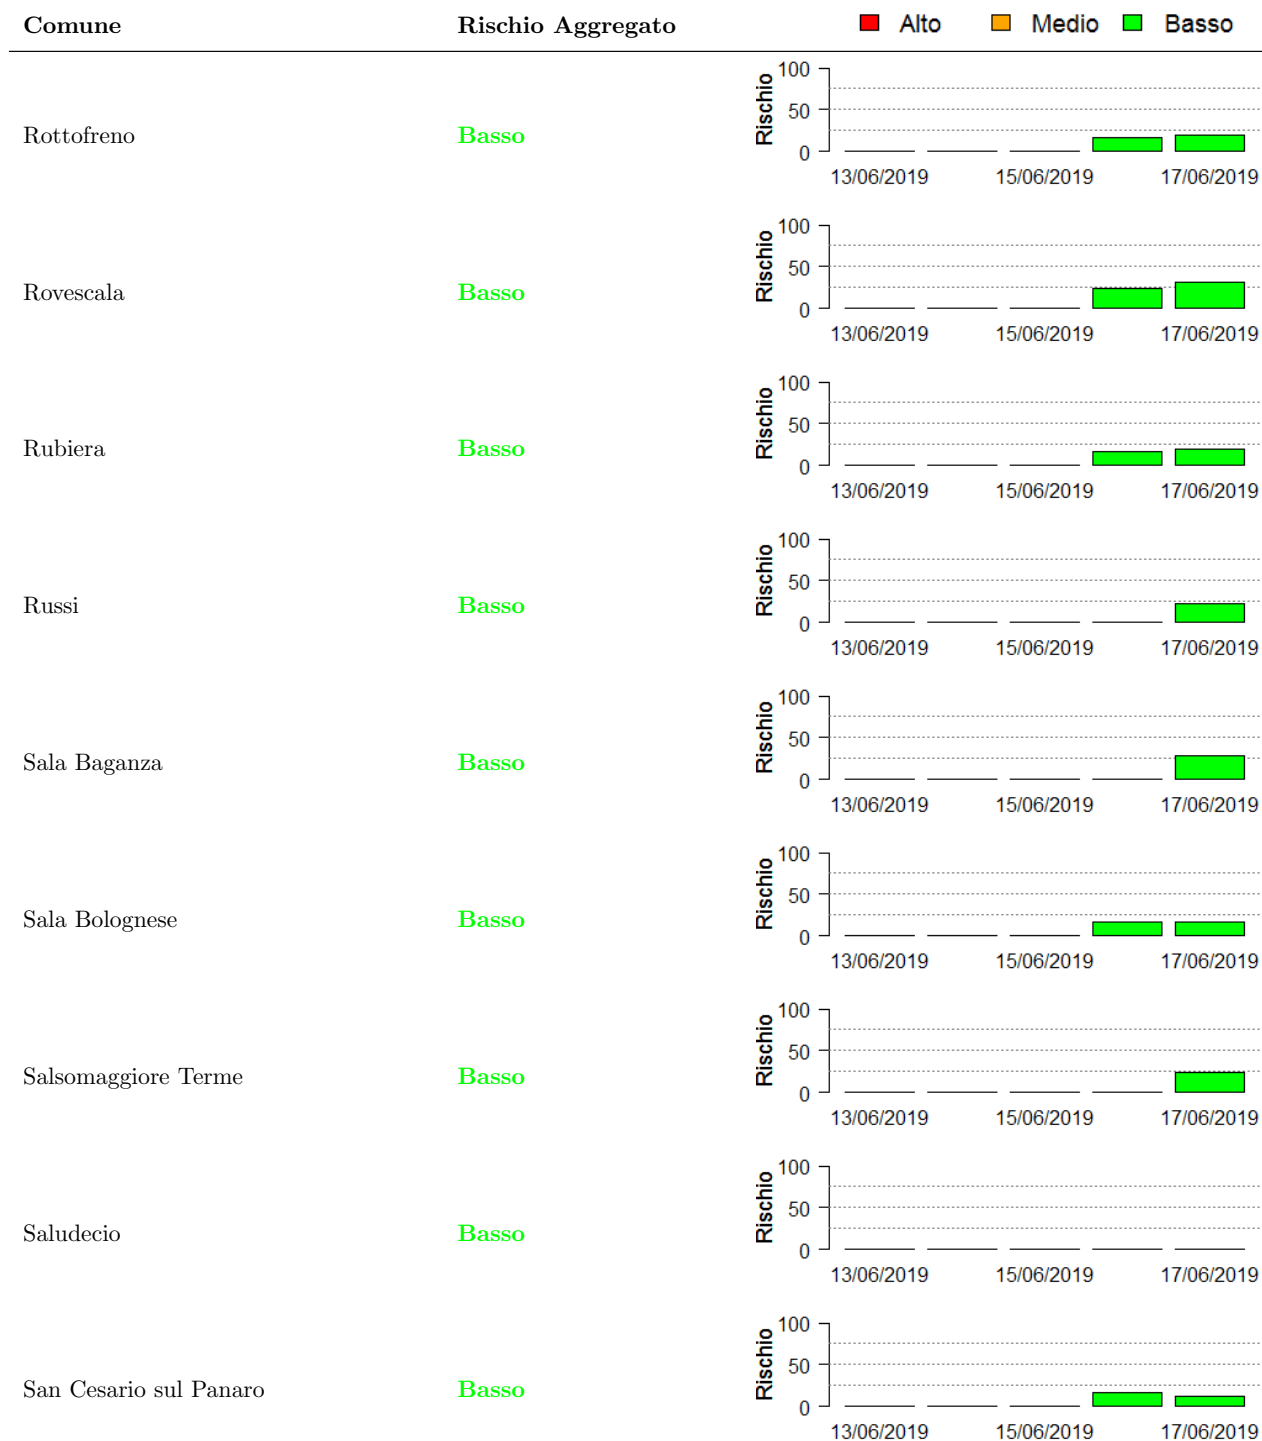 Comune Rischio Aggregato Alto Medio Basso
Rottofreno Basso Rischio 100 50 0
13/06/2019 15/06/2019 17/06/2019
Rovescala Basso Rischio 100 50 0
13/06/2019 15/06/2019 17/06/2019
Rubiera Basso Rischio 100 50 0
13/06/2019 15/06/2019 17/06/2019
Russi Basso Rischio 100 50 0
13/06/2019 15/06/2019 17/06/2019
Sala Baganza Basso Rischio 100 50 0
13/06/2019 15/06/2019 17/06/2019
Sala Bolognese Basso Rischio 100 50 0
13/06/2019 15/06/2019 17/06/2019
Salsomaggiore Terme Basso Rischio 100 50 0
13/06/2019 15/06/2019 17/06/2019
Saludecio Basso Rischio 100 50 0
13/06/2019 15/06/2019 17/06/2019
San Cesario sul Panaro Basso Rischio 100 50 0
13/06/2019 15/06/2019 17/06/2019